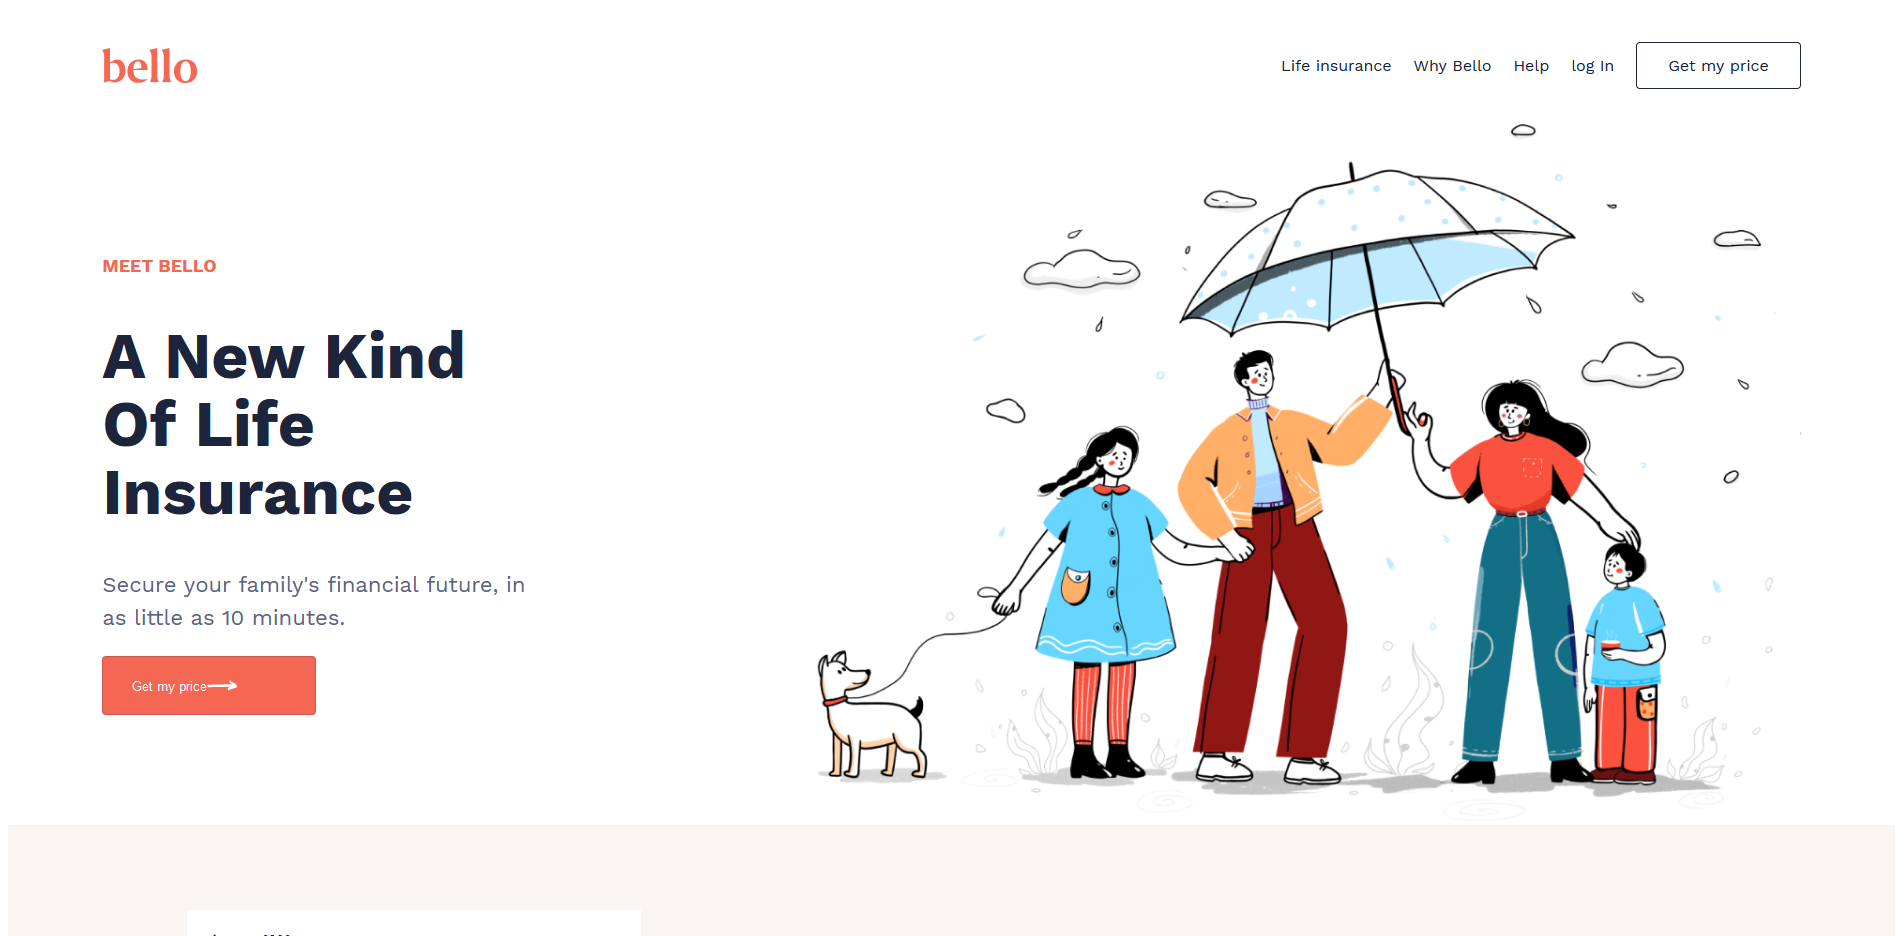 bello
Life insurance Why Bello Help log In Get my price
MEET BELLO
A New Kind
Of Life
Insurance
Secure your family's financial future, in
as little as 10 minutes.
Get my price